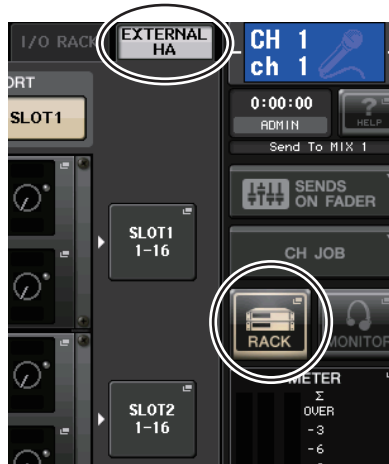 I/O RACK
EXTERNAL
HA
CH 1
ch 1
ORT
SLOT1
0:00:00
ADMIN
?
HELP
Send To MIX 1
SENDS
ON FADER
SLOT1
1-16
CH JOB
RACK
MONITOR
METER
Σ
OVER
-3
-6
SLOT2
1-16